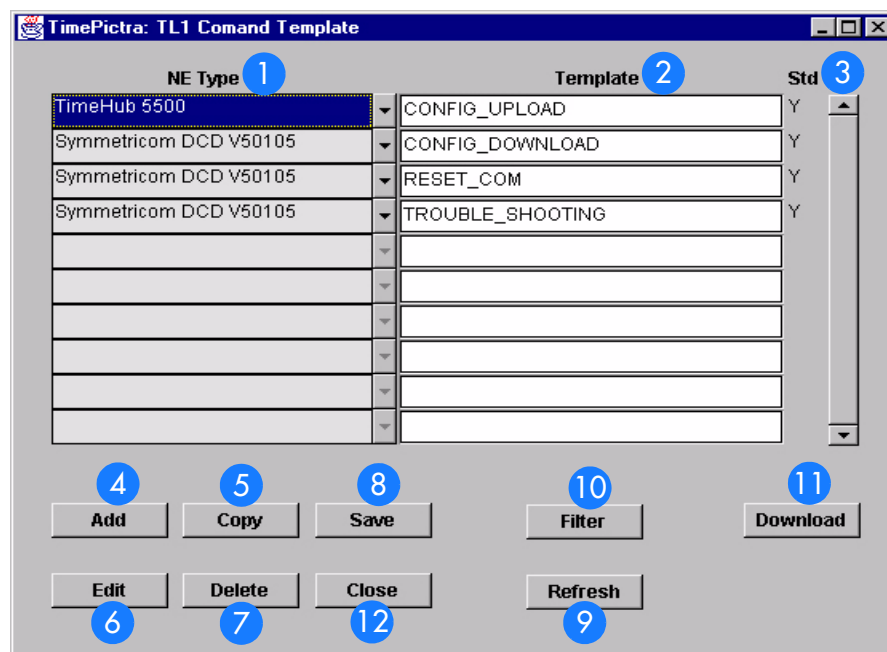 TimePictra: TL1 Comand Template
NE Type 1 Template 2 Std 3
TimeHub 5500 CONFIG_UPLOAD Y
Symmetricom DCD V50105 CONFIG_DOWNLOAD Y
Symmetricom DCD V50105 RESET_COM Y
Symmetricom DCD V50105 TROUBLE_SHOOTING Y
4 5 8 10 11
Add Copy Save Filter Download
Edit Delete Close Refresh
6 7 12 9